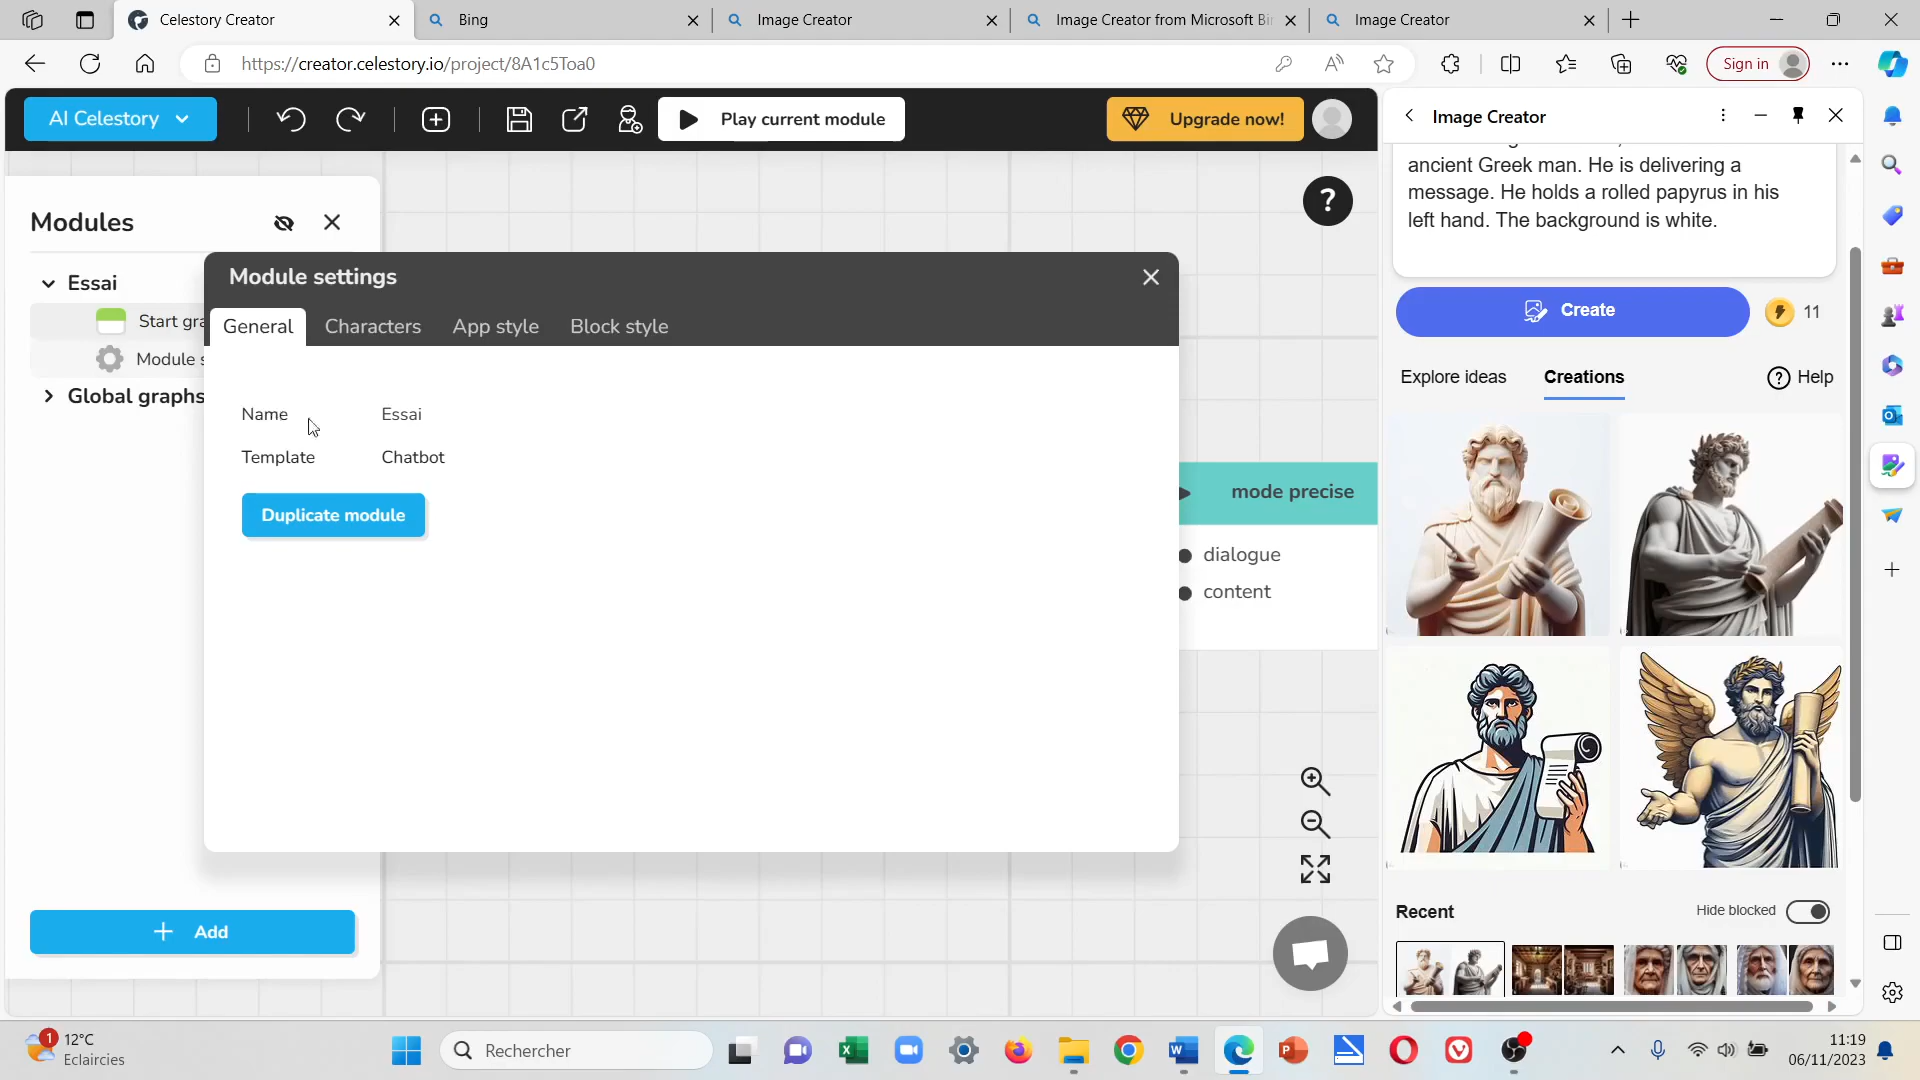 Celestory Creator
Bing
Image Creator
Image Creator from Microsoft Bi
Image Creator
https://creator.celestory.io/project/8A1c5Toa0
Sign in
AI Celestory
Play current module
Upgrade now!
Image Creator
ancient Greek man. He is delivering a
message. He holds a rolled papyrus in his
left hand. The background is white.
Create
11
Explore ideas
Creations
Help
Modules
Essai
Start gra
Module s
Global graphs
Module settings
General
Characters
App style
Block style
Name
Essai
Template
Chatbot
Duplicate module
?
mode precise
dialogue
content
Add
Recent
Hide blocked
1
12°C
Eclaircies
Rechercher
11:19
06/11/2023